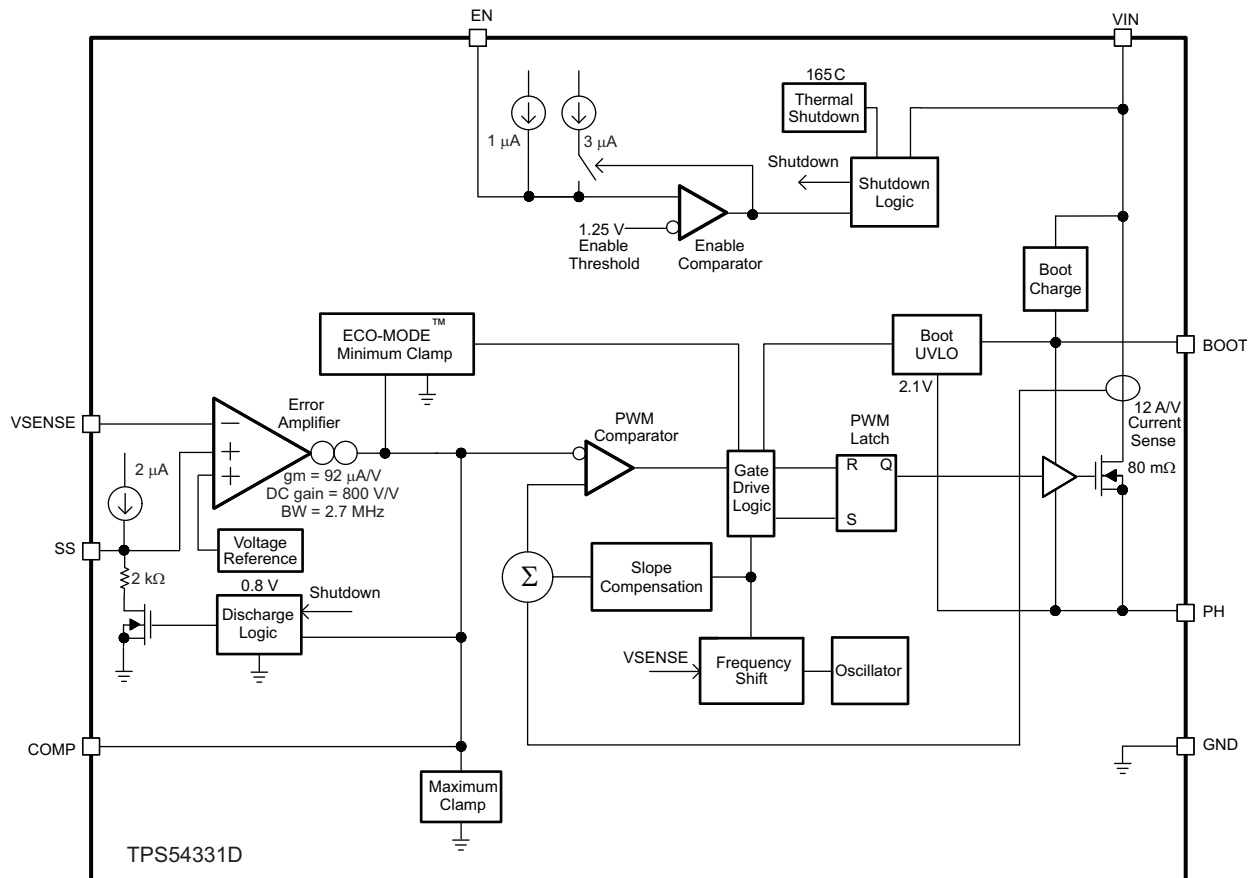 EN
VIN
165C
Thermal
Shutdown
1 μA
3 μA
Shutdown
Shutdown
Logic
1.25 V
Enable
Threshold
Enable
Comparator
Boot
Charge
ECO-MODE™
Minimum Clamp
Boot
UVLO
2.1V
BOOT
VSENSE
Error
Amplifier
gm = 92 μA/V
DC gain = 800 V/V
BW = 2.7 MHz
PWM
Comparator
Gate
Drive
Logic
PWM
Latch
R
Q
S
12 A/V
Current
Sense
80 mΩ
2 μA
SS
Voltage
Reference
2 kΩ
0.8 V
Shutdown
Discharge
Logic
Σ
Slope
Compensation
PH
VSENSE
Frequency
Shift
Oscillator
COMP
GND
Maximum
Clamp
TPS54331D